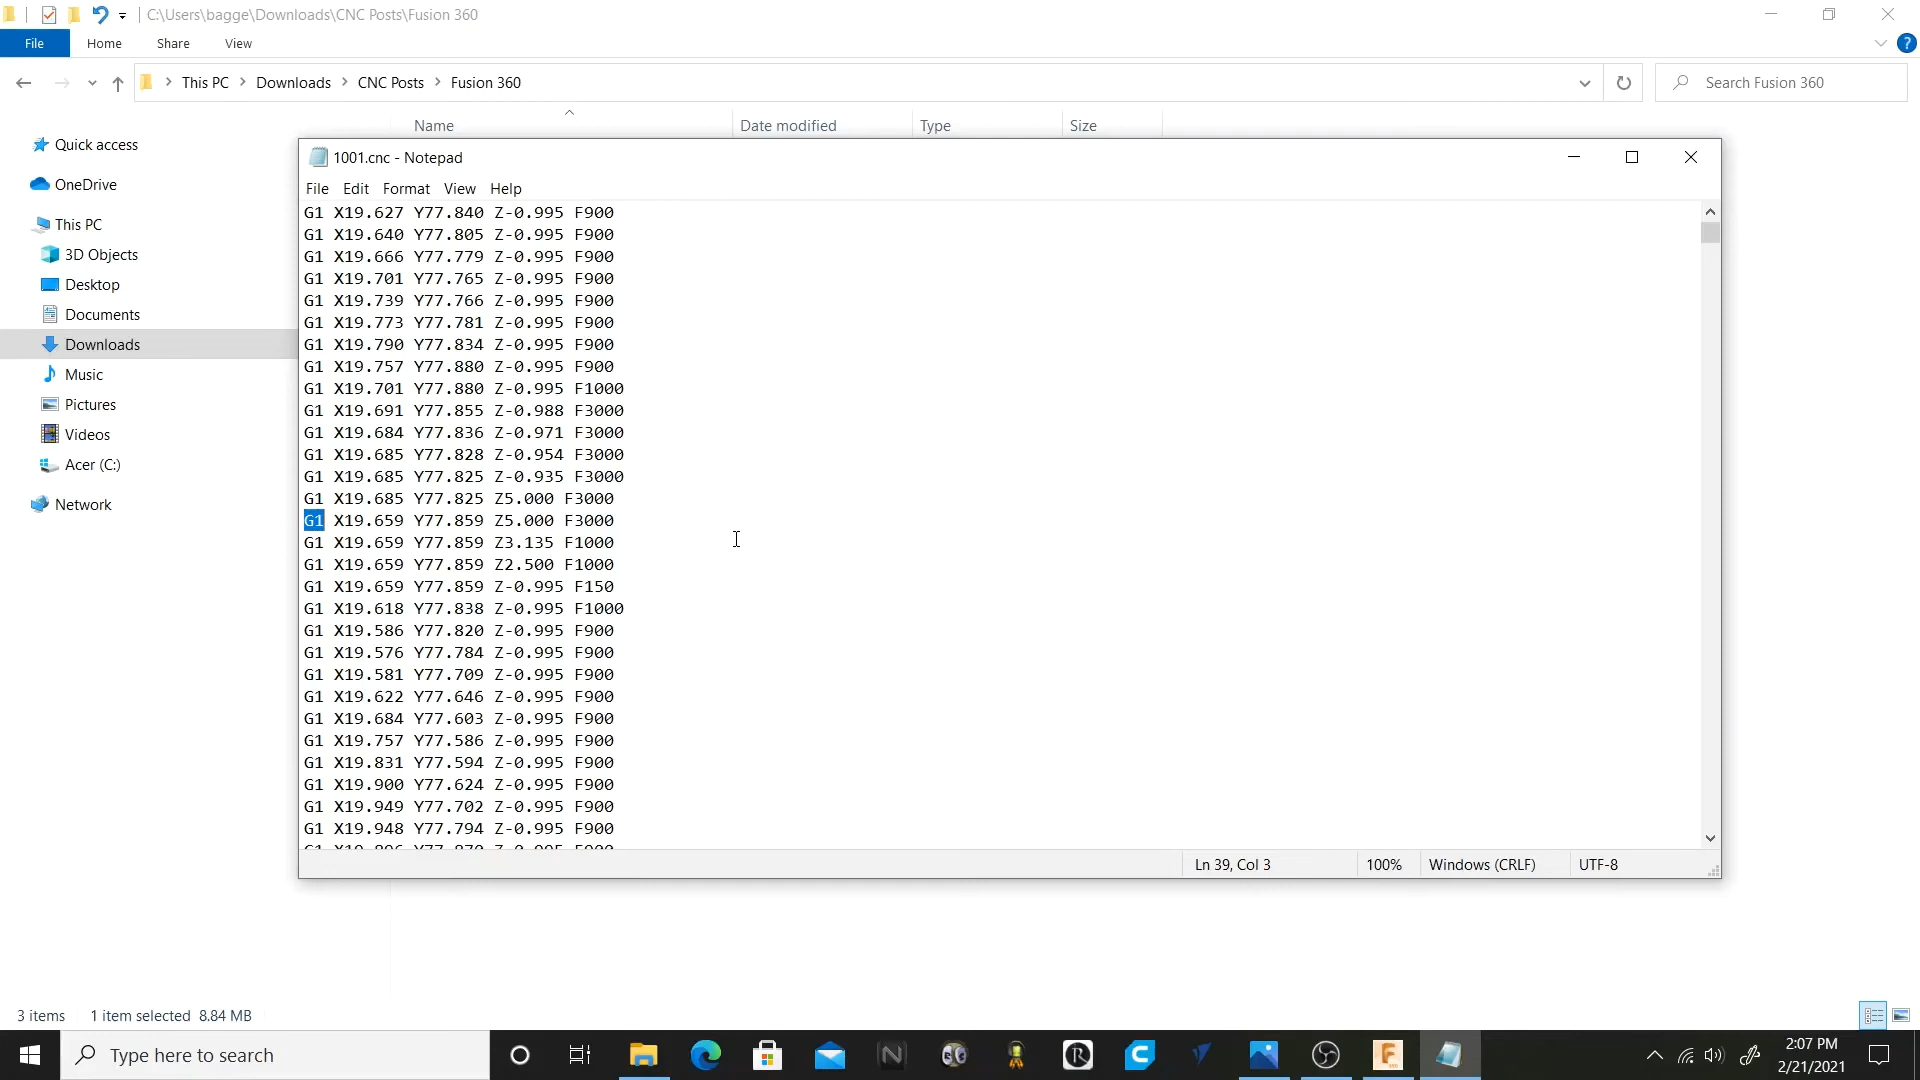 C:\Users\bagge\Downloads\CNC Posts\Fusion 360
File Home Share View
This PC Downloads CNC Posts Fusion 360
Search Fusion 360
Name Date modified Type Size
Quick access
OneDrive
This PC
3D Objects
Desktop
Documents
Downloads
Music
Pictures
Videos
Acer (C:)
Network
1001.cnc - Notepad
File Edit Format View Help
G1 X19.627 Y77.840 Z-0.995 F900
G1 X19.640 Y77.805 Z-0.995 F900
G1 X19.666 Y77.779 Z-0.995 F900
G1 X19.701 Y77.765 Z-0.995 F900
G1 X19.739 Y77.766 Z-0.995 F900
G1 X19.773 Y77.781 Z-0.995 F900
G1 X19.790 Y77.834 Z-0.995 F900
G1 X19.757 Y77.880 Z-0.995 F900
G1 X19.701 Y77.880 Z-0.995 F1000
G1 X19.691 Y77.855 Z-0.988 F3000
G1 X19.684 Y77.836 Z-0.971 F3000
G1 X19.685 Y77.828 Z-0.954 F3000
G1 X19.685 Y77.825 Z-0.935 F3000
G1 X19.685 Y77.825 Z5.000 F3000
G1 X19.659 Y77.859 Z5.000 F3000
G1 X19.659 Y77.859 Z3.135 F1000
G1 X19.659 Y77.859 Z2.500 F1000
G1 X19.659 Y77.859 Z-0.995 F150
G1 X19.618 Y77.838 Z-0.995 F1000
G1 X19.586 Y77.820 Z-0.995 F900
G1 X19.576 Y77.784 Z-0.995 F900
G1 X19.581 Y77.709 Z-0.995 F900
G1 X19.622 Y77.646 Z-0.995 F900
G1 X19.684 Y77.603 Z-0.995 F900
G1 X19.757 Y77.586 Z-0.995 F900
G1 X19.831 Y77.594 Z-0.995 F900
G1 X19.900 Y77.624 Z-0.995 F900
G1 X19.949 Y77.702 Z-0.995 F900
G1 X19.948 Y77.794 Z-0.995 F900
Ln 39, Col 3 100% Windows (CRLF) UTF-8
3 items 1 item selected 8.84 MB
Type here to search
2:07 PM
2/21/2021